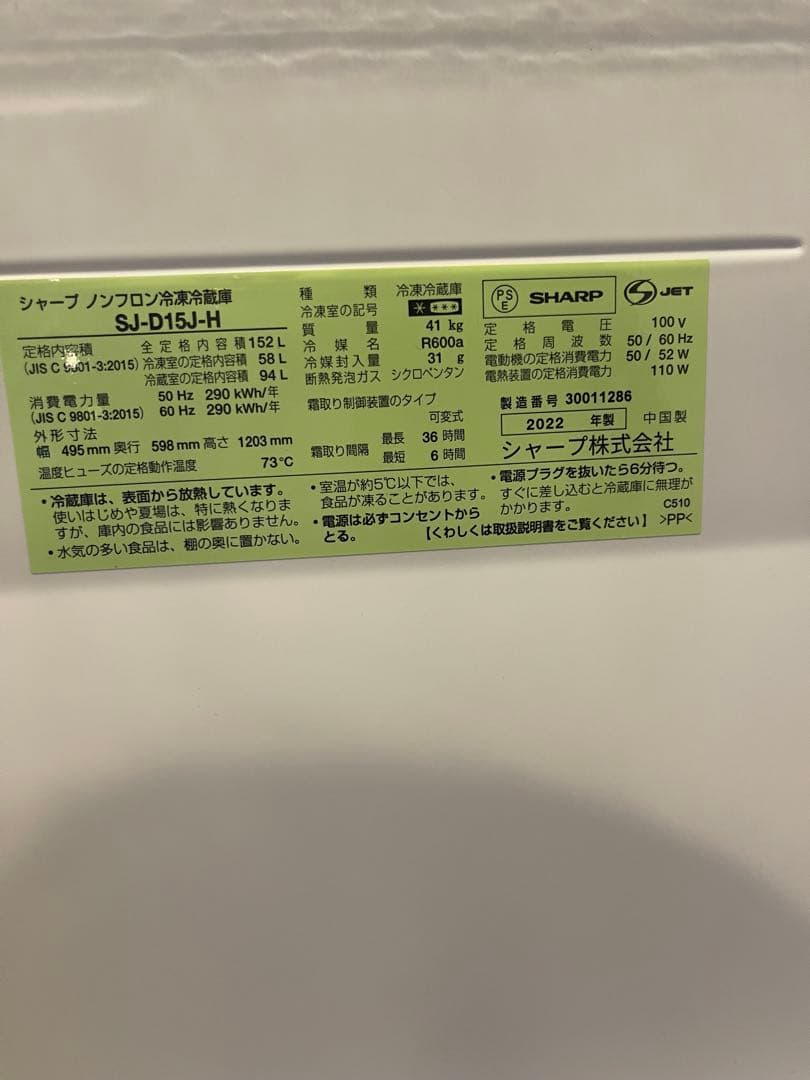 シャープ ノンフロン冷凍冷蔵庫
SJ-D15J-H
定格内容積
(JIS C 9801-3:2015)
全定格内容積 152 L
冷凍室の定格内容積 58 L
冷蔵室の定格内容積 94 L
消費電力量
(JIS C 9801-3:2015)
50 Hz 290 kWh/年
60 Hz 290 kWh/年
外形寸法
幅 495 mm 奥行 598 mm 高さ 1203 mm
温度ヒューズの定格動作温度 73℃
種類 冷凍冷蔵庫
冷凍室の記号 * ***
質量 41 kg
冷媒名 R600a
冷媒封入量 31 g
断熱発泡ガス シクロペンタン
霜取り制御装置のタイプ
可変式
霜取り間隔
最長 36 時間
最短 6 時間
PS E SHARP S JET
定格電圧 100 V
定格周波数 50 / 60 Hz
電動機の定格消費電力 50 / 52 W
電熱装置の定格消費電力 110 W
製造番号 30011286
2022 年製 中国製
シャープ株式会社
・冷蔵庫は、表面から放熱しています。
使いはじめや夏場は、特に熱くなりま
すが、庫内の食品には影響ありません。
・水気の多い食品は、棚の奥に置かない。
・室温が約5℃以下では、
食品が凍ることがあります。
・電源は必ずコンセントから
とる。
・電源プラグを抜いたら6分待つ。
すぐに差し込むと冷蔵庫に無理が
かかります。
C510
【くわしくは取扱説明書をご覧ください】 >PP<